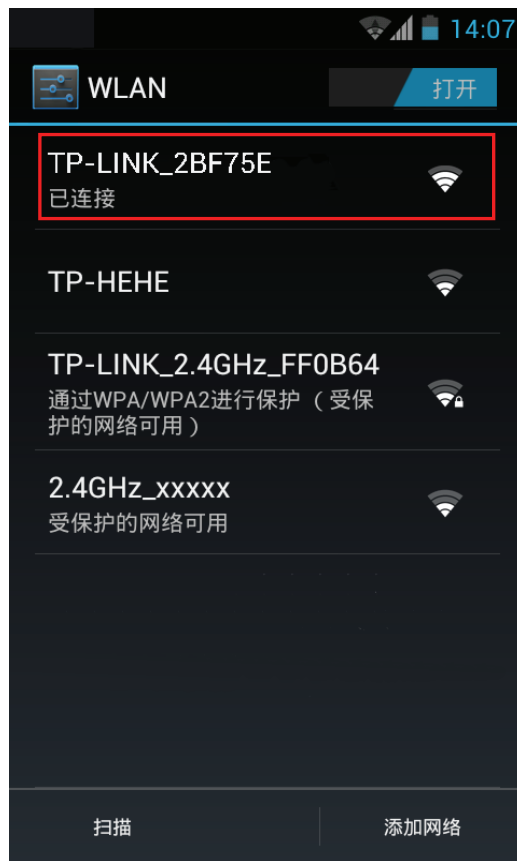 14:07
WLAN
打开
TP-LINK_2BF75E
已连接
TP-HEHE
TP-LINK_2.4GHz_FF0B64
通过WPA/WPA2进行保护（受保
护的网络可用）
2.4GHz_xxxxx
受保护的网络可用
扫描
添加网络